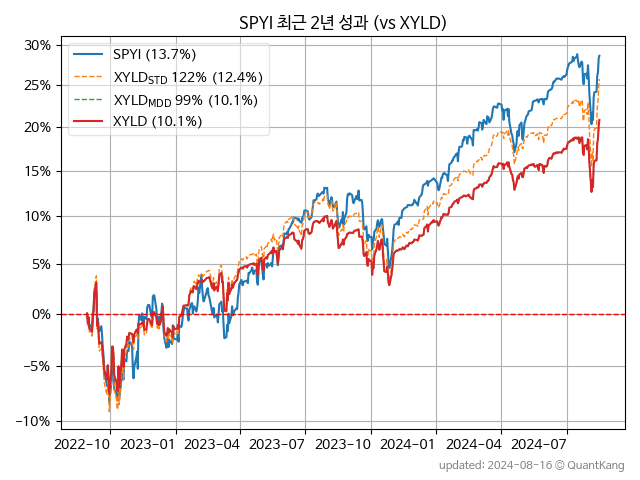 SPYI 최근 2년 성과 (vs XYLD)
SPYI (13.7%)
XYLDSTD 122% (12.4%)
XYLDMDD 99% (10.1%)
XYLD (10.1%)
30%
25%
20%
15%
10%
5%
0%
−5%
−10%
2022-10 2023-01 2023-04 2023-07 2023-10 2024-01 2024-04 2024-07
updated: 2024-08-16 © QuantKang